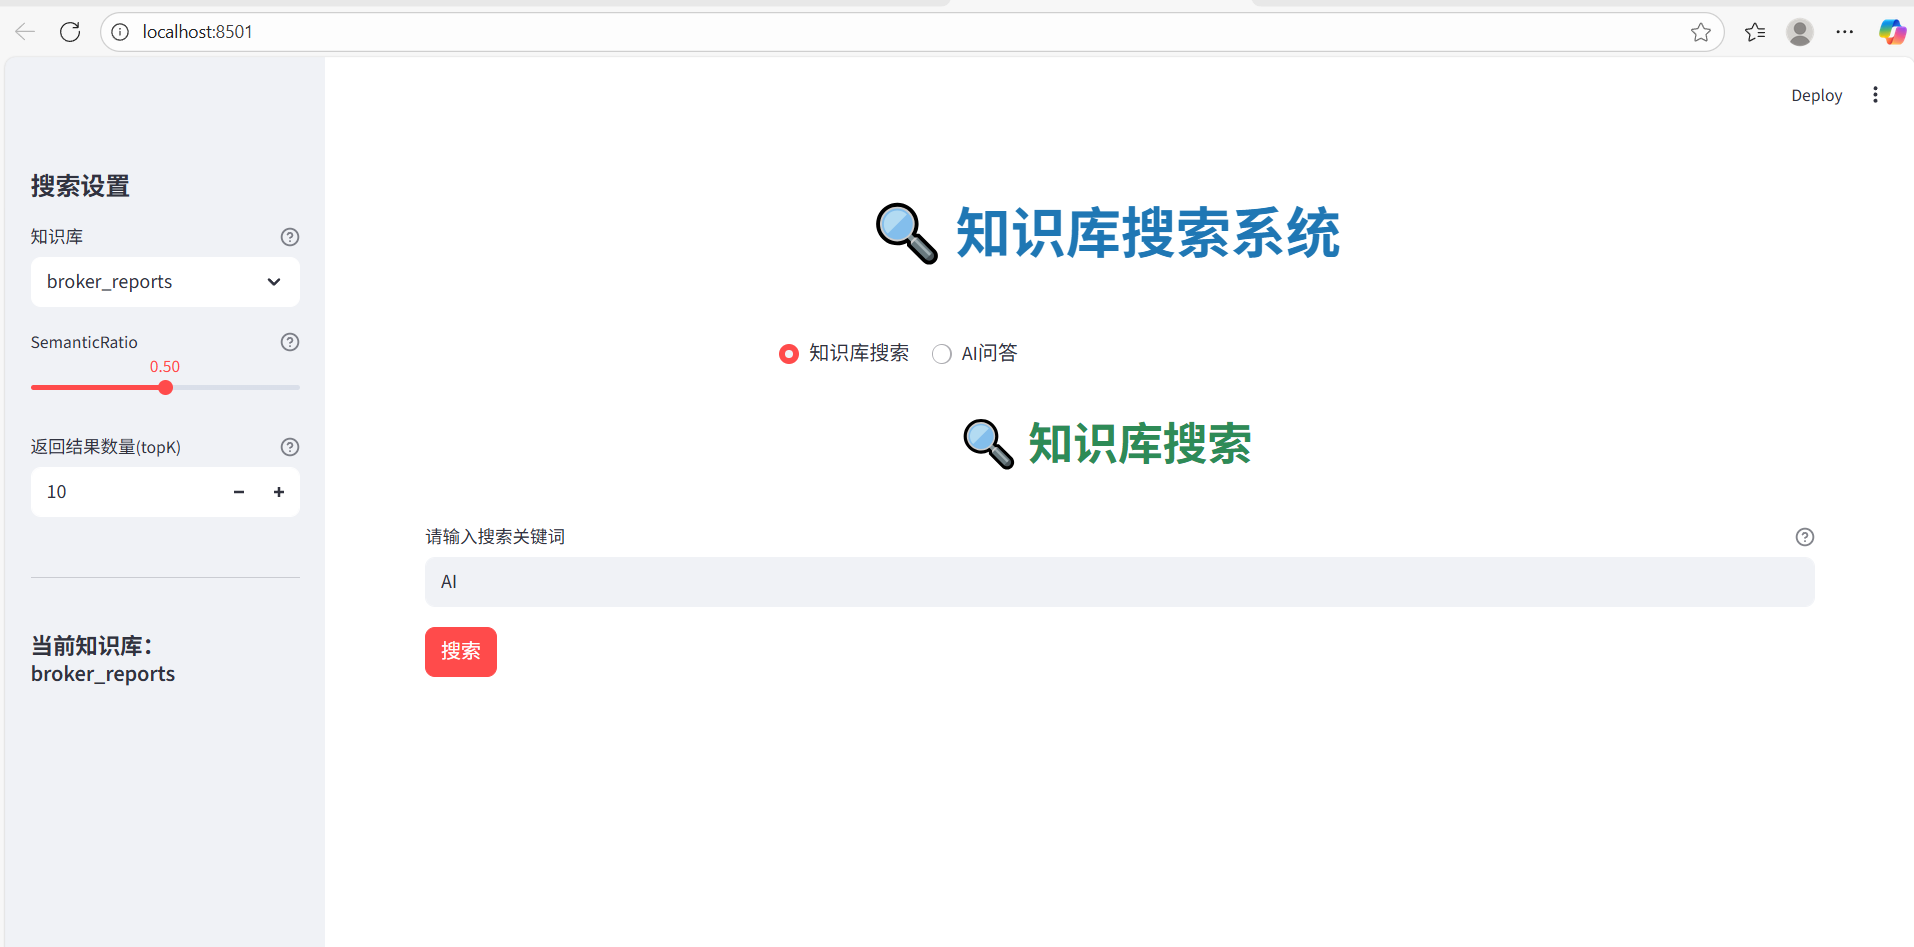 localhost:8501
Deploy
搜索设置
知识库
broker_reports
SemanticRatio
0.50
返回结果数量(topK)
10
当前知识库：
broker_reports
知识库搜索系统
知识库搜索 AI问答
知识库搜索
请输入搜索关键词
AI
搜索